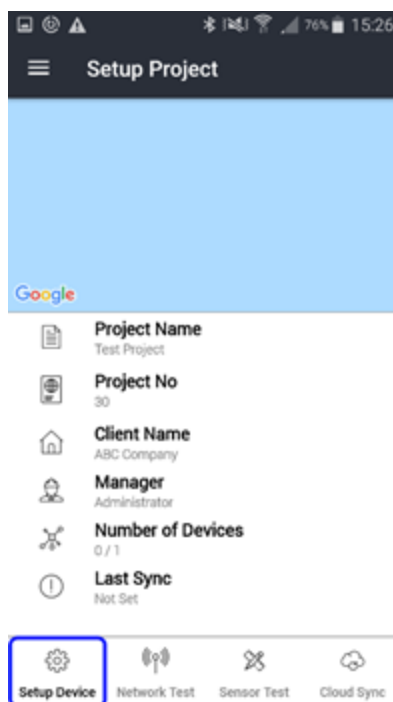 76% 15:26
Setup Project
Google
Project Name
Test Project
Project No
30
Client Name
ABC Company
Manager
Administrator
Number of Devices
0 / 1
Last Sync
Not Set
Setup Device Network Test Sensor Test Cloud Sync